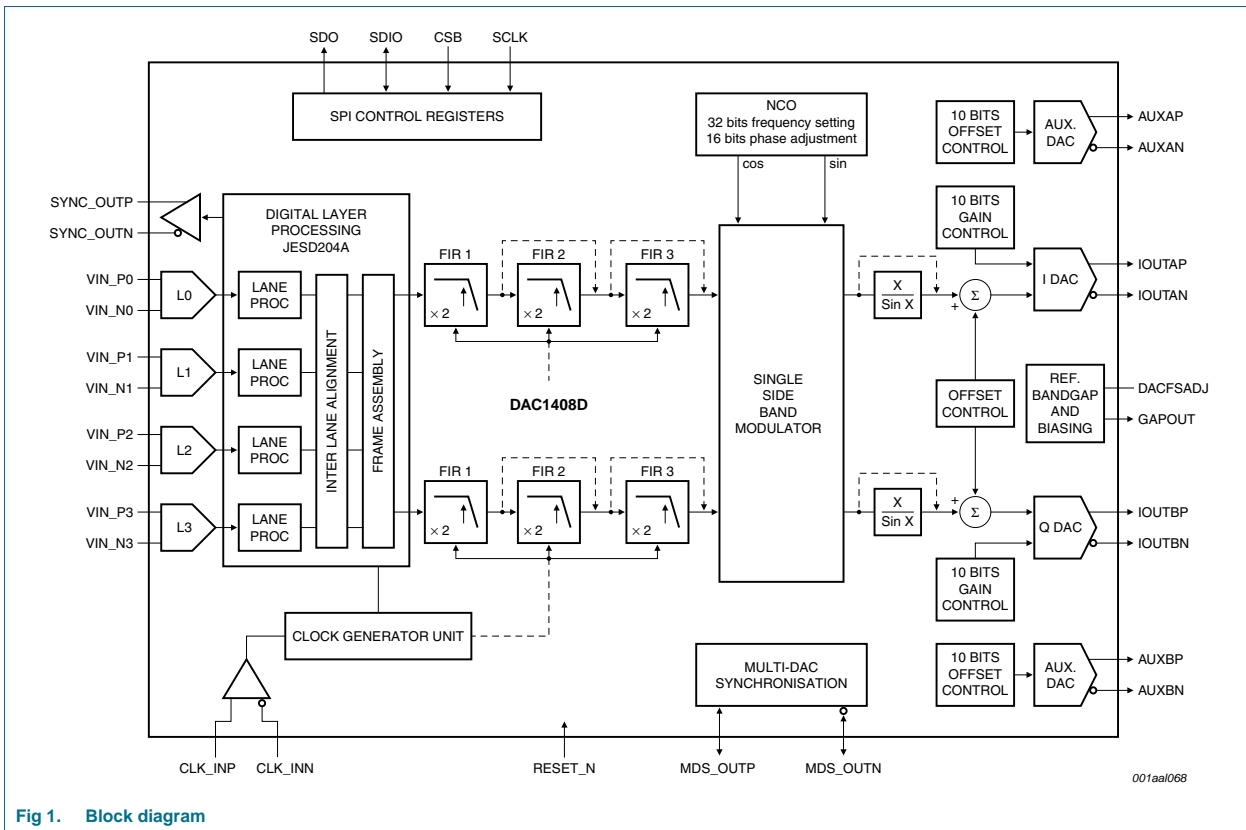 SDO SDIO CSB SCLK
SPI CONTROL REGISTERS
NCO
32 bits frequency setting
16 bits phase adjustment
cos sin
10 BITS
OFFSET
CONTROL
AUX.
DAC
AUXAP
AUXAN
SYNC_OUTP
SYNC_OUTN
DIGITAL LAYER
PROCESSING
JESD204A
10 BITS
GAIN
CONTROL
VIN_P0
VIN_N0
L0
LANE
PROC
FIR 1
× 2
FIR 2
× 2
FIR 3
× 2
X
Sin X
+
Σ
I DAC
IOUTAP
IOUTAN
VIN_P1
VIN_N1
L1
LANE
PROC
INTER LANE ALIGNMENT
FRAME ASSEMBLY
DAC1408D
SINGLE
SIDE
BAND
MODULATOR
OFFSET
CONTROL
REF.
BANDGAP
AND
BIASING
DACFSADJ
GAPOUT
VIN_P2
VIN_N2
L2
LANE
PROC
VIN_P3
VIN_N3
L3
LANE
PROC
FIR 1
× 2
FIR 2
× 2
FIR 3
× 2
X
Sin X
+
Σ
Q DAC
IOUTBP
IOUTBN
10 BITS
GAIN
CONTROL
CLOCK GENERATOR UNIT
MULTI-DAC
SYNCHRONISATION
10 BITS
OFFSET
CONTROL
AUX.
DAC
AUXBP
AUXBN
CLK_INP CLK_INN RESET_N MDS_OUTP MDS_OUTN
001aal068
Fig 1. Block diagram